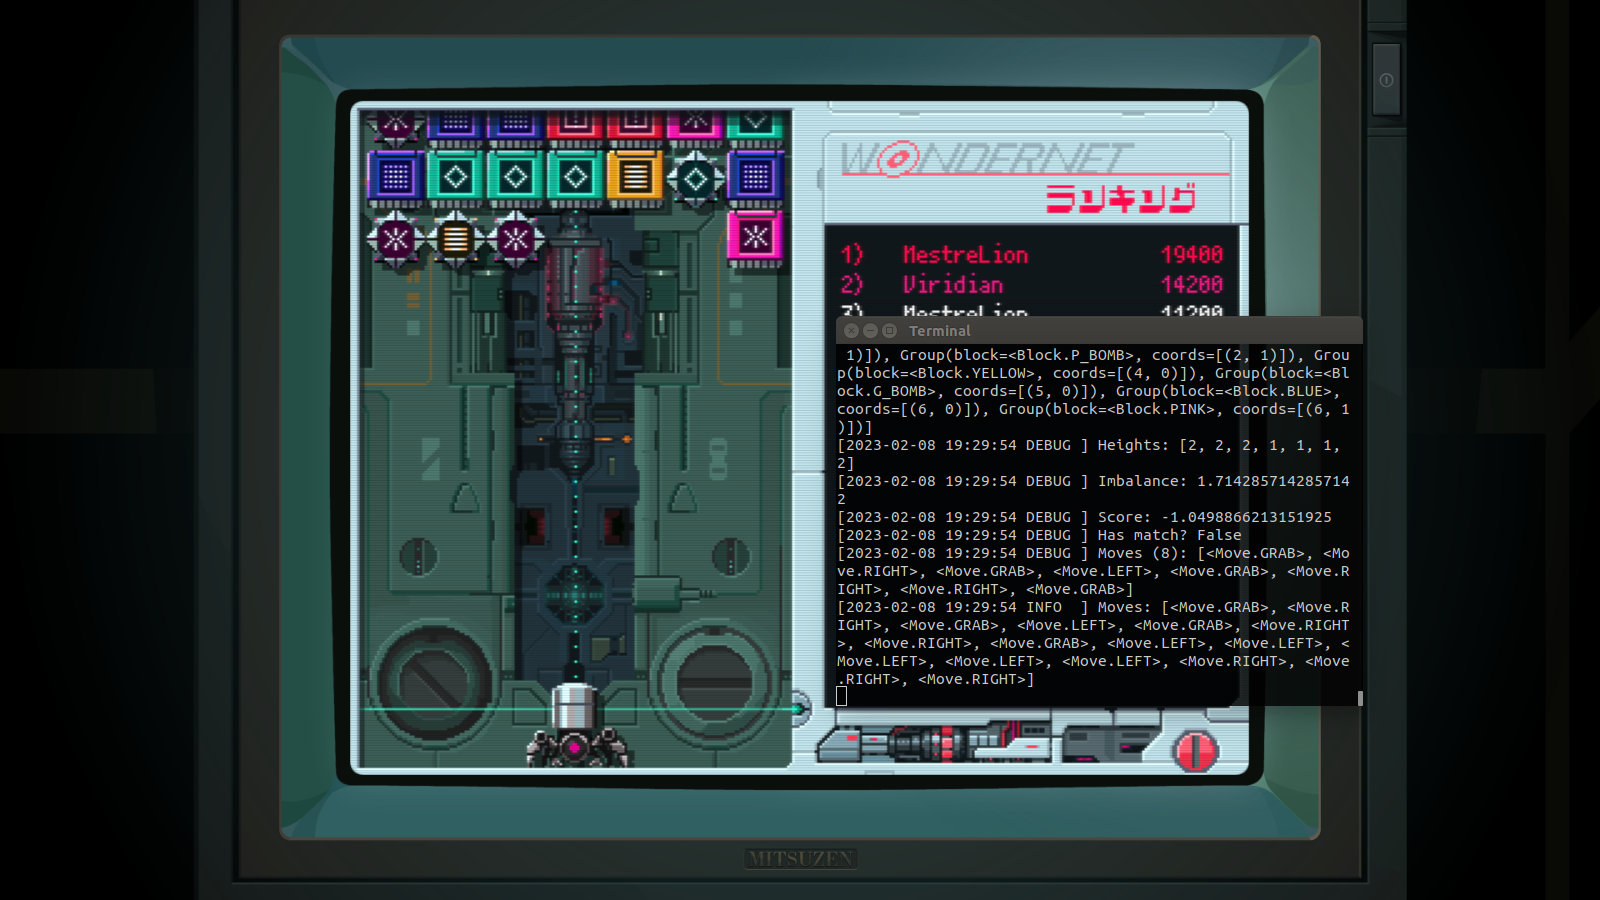 WONDERNET
ランキング
1) MestreLion 19400
2) Viridian 14200
3) MestreLion 11200
Terminal
1)]), Group(block=<Block.P_BOMB>, coords=[(2, 1)]), Grou
p(block=<Block.YELLOW>, coords=[(4, 0)]), Group(block=<Bl
ock.G_BOMB>, coords=[(5, 0)]), Group(block=<Block.BLUE>,
coords=[(6, 0)]), Group(block=<Block.PINK>, coords=[(6, 1
)])]
[2023-02-08 19:29:54 DEBUG ] Heights: [2, 2, 2, 1, 1, 1,
2]
[2023-02-08 19:29:54 DEBUG ] Imbalance: 1.714285714285714
2
[2023-02-08 19:29:54 DEBUG ] Score: -1.0498866213151925
[2023-02-08 19:29:54 DEBUG ] Has match? False
[2023-02-08 19:29:54 DEBUG ] Moves (8): [<Move.GRAB>, <Mo
ve.RIGHT>, <Move.GRAB>, <Move.LEFT>, <Move.GRAB>, <Move.R
IGHT>, <Move.RIGHT>, <Move.GRAB>]
[2023-02-08 19:29:54 INFO  ] Moves: [<Move.GRAB>, <Move.R
IGHT>, <Move.GRAB>, <Move.LEFT>, <Move.GRAB>, <Move.RIGHT
>, <Move.RIGHT>, <Move.GRAB>, <Move.LEFT>, <Move.LEFT>, <
Move.LEFT>, <Move.LEFT>, <Move.LEFT>, <Move.RIGHT>, <Move
.RIGHT>, <Move.RIGHT>]
MITSUZEN